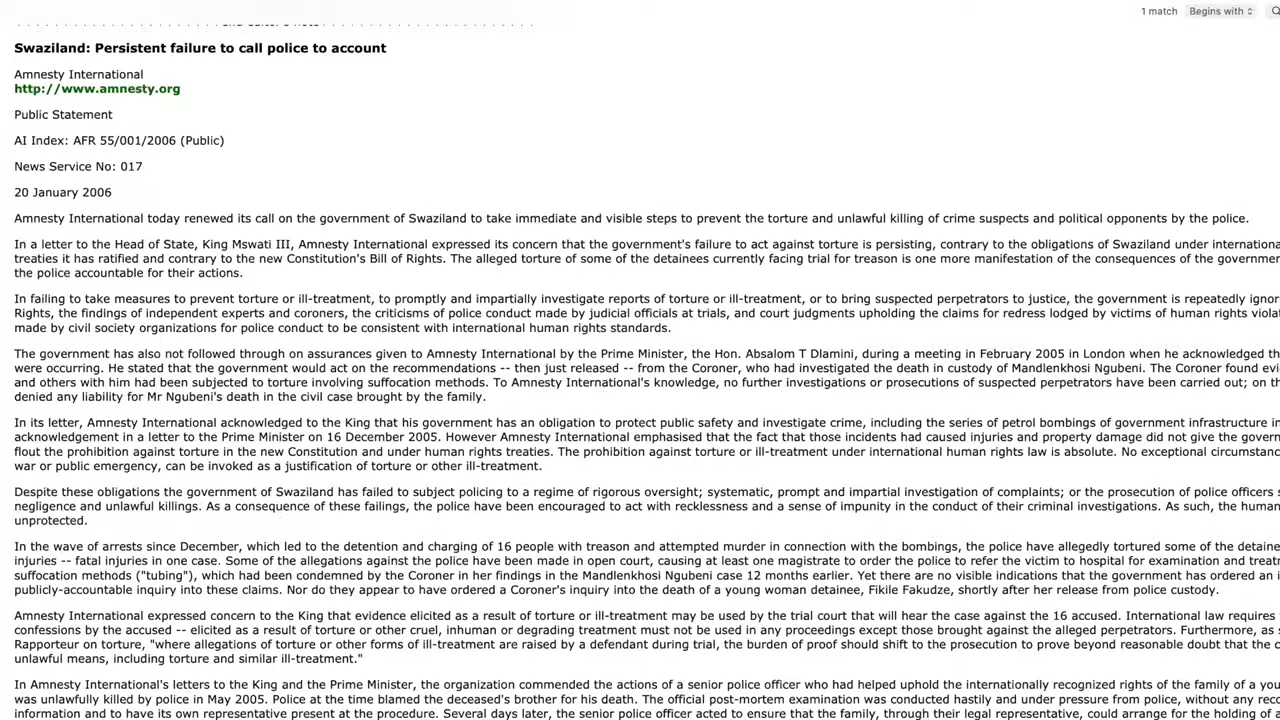 1 match Begins with
Swaziland: Persistent failure to call police to account
Amnesty International
http://www.amnesty.org
Public Statement
AI Index: AFR 55/001/2006 (Public)
News Service No: 017
20 January 2006
Amnesty International today renewed its call on the government of Swaziland to take immediate and visible steps to prevent the torture and unlawful killing of crime suspects and political opponents by the police.
In a letter to the Head of State, King Mswati III, Amnesty International expressed its concern that the government's failure to act against torture is persisting, contrary to the obligations of Swaziland under internationa
treaties it has ratified and contrary to the new Constitution's Bill of Rights. The alleged torture of some of the detainees currently facing trial for treason is one more manifestation of the consequences of the governmen
the police accountable for their actions.
In failing to take measures to prevent torture or ill-treatment, to promptly and impartially investigate reports of torture or ill-treatment, or to bring suspected perpetrators to justice, the government is repeatedly ignor
Rights, the findings of independent experts and coroners, the criticisms of police conduct made by judicial officials at trials, and court judgments upholding the claims for redress lodged by victims of human rights viola
made by civil society organizations for police conduct to be consistent with international human rights standards.
The government has also not followed through on assurances given to Amnesty International by the Prime Minister, the Hon. Absalom T Dlamini, during a meeting in February 2005 in London when he acknowledged th
were occurring. He stated that the government would act on the recommendations -- then just released -- from the Coroner, who had investigated the death in custody of Mandlenkhosi Ngubeni. The Coroner found evi
and others with him had been subjected to torture involving suffocation methods. To Amnesty International's knowledge, no further investigations or prosecutions of suspected perpetrators have been carried out; on th
denied any liability for Mr Ngubeni's death in the civil case brought by the family.
In its letter, Amnesty International acknowledged to the King that his government has an obligation to protect public safety and investigate crime, including the series of petrol bombings of government infrastructure in
acknowledgement in a letter to the Prime Minister on 16 December 2005. However Amnesty International emphasised that the fact that those incidents had caused injuries and property damage did not give the govern
flout the prohibition against torture in the new Constitution and under human rights treaties. The prohibition against torture or ill-treatment under international human rights law is absolute. No exceptional circumstanc
war or public emergency, can be invoked as a justification of torture or other ill-treatment.
Despite these obligations the government of Swaziland has failed to subject policing to a regime of rigorous oversight; systematic, prompt and impartial investigation of complaints; or the prosecution of police officers s
negligence and unlawful killings. As a consequence of these failings, the police have been encouraged to act with recklessness and a sense of impunity in the conduct of their criminal investigations. As such, the human
unprotected.
In the wave of arrests since December, which led to the detention and charging of 16 people with treason and attempted murder in connection with the bombings, the police have allegedly tortured some of the detaine
injuries -- fatal injuries in one case. Some of the allegations against the police have been made in open court, causing at least one magistrate to order the police to refer the victim to hospital for examination and treatm
suffocation methods ("tubing"), which had been condemned by the Coroner in her findings in the Mandlenkhosi Ngubeni case 12 months earlier. Yet there are no visible indications that the government has ordered an i
publicly-accountable inquiry into these claims. Nor do they appear to have ordered a Coroner's inquiry into the death of a young woman detainee, Fikile Fakudze, shortly after her release from police custody.
Amnesty International expressed concern to the King that evidence elicited as a result of torture or ill-treatment may be used by the trial court that will hear the case against the 16 accused. International law requires
confessions by the accused -- elicited as a result of torture or other cruel, inhuman or degrading treatment must not be used in any proceedings except those brought against the alleged perpetrators. Furthermore, as s
Rapporteur on torture, "where allegations of torture or other forms of ill-treatment are raised by a defendant during trial, the burden of proof should shift to the prosecution to prove beyond reasonable doubt that the c
unlawful means, including torture and similar ill-treatment."
In Amnesty International's letters to the King and the Prime Minister, the organization commended the actions of a senior police officer who had helped uphold the internationally recognized rights of the family of a you
was unlawfully killed by police in May 2005. Police at the time blamed the deceased's brother for his death. The official post-mortem examination was conducted hastily and under pressure from police, without any rec
information and to have its own representative present at the procedure. Several days later, the senior police officer acted to ensure that the family, through their legal representative, could arrange for the holding of